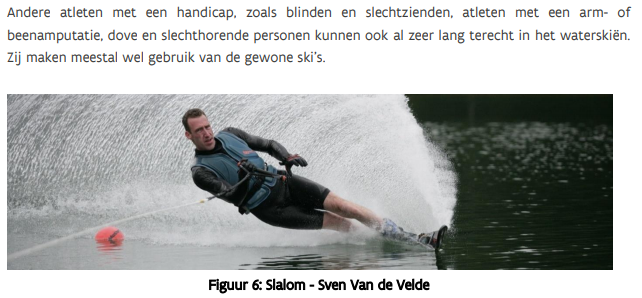 Andere atleten met een handicap, zoals blinden en slechtzienden, atleten met een arm- of
beenamputatie, dove en slechthorende personen kunnen ook al zeer lang terecht in het waterskiën.
Zij maken meestal wel gebruik van de gewone ski's.
Figuur 6: Slalom - Sven Van de Velde